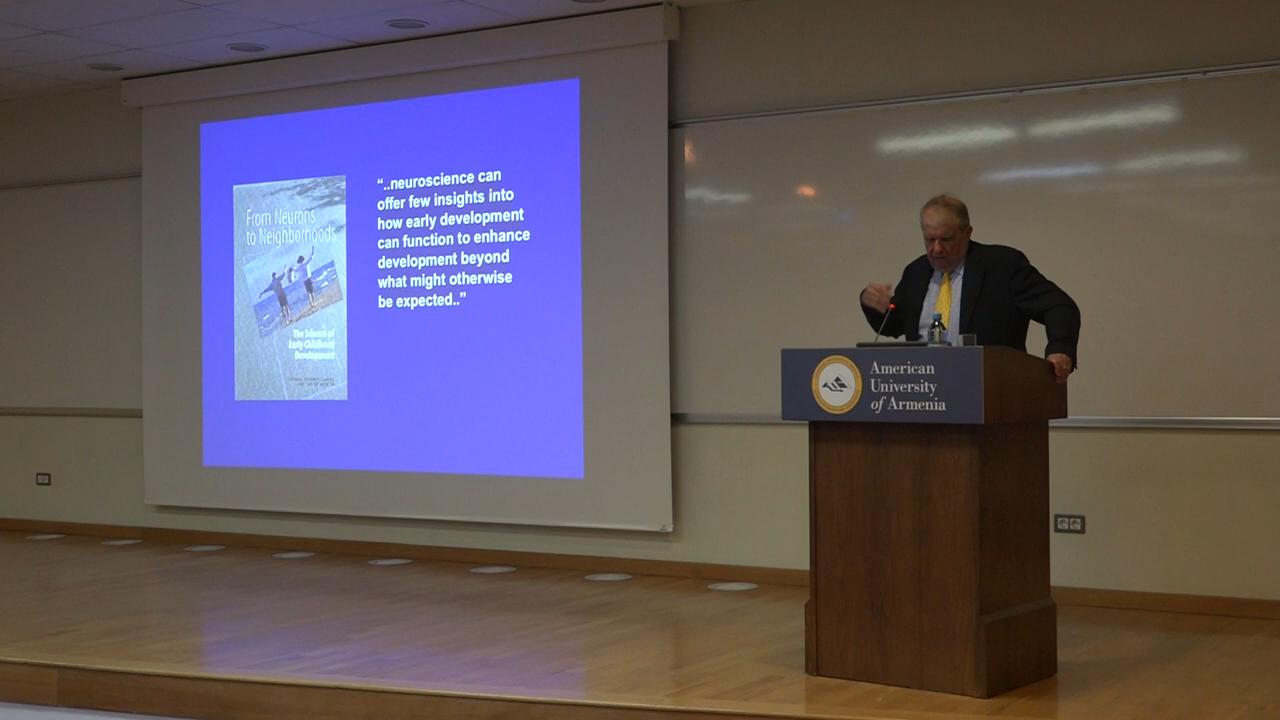 From Neurons
to Neighborhoods
The Science of
Early Childhood
Development
“..neuroscience can
offer few insights into
how early development
can function to enhance
development beyond
what might otherwise
be expected..”
American
University
of Armenia